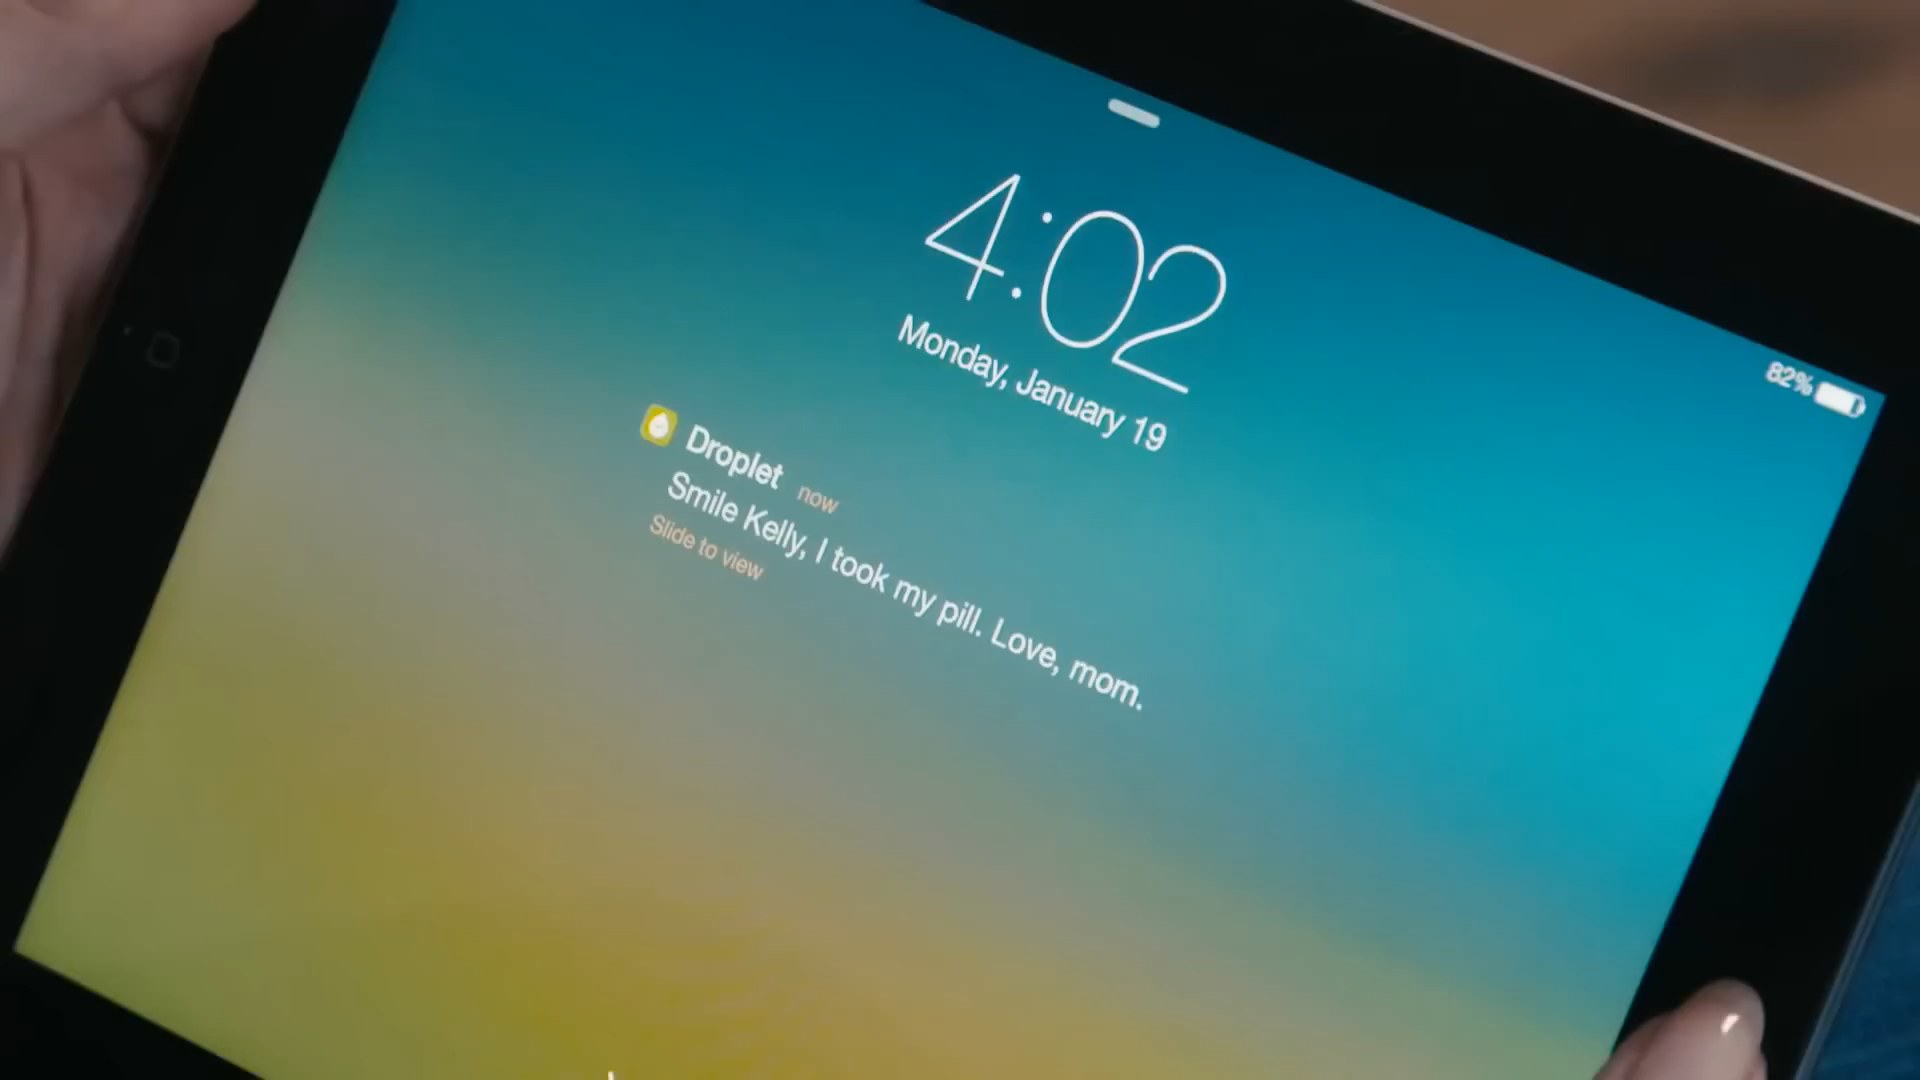 82%
4:02
Monday, January 19
Droplet now
Smile Kelly, I took my pill. Love, mom.
Slide to view